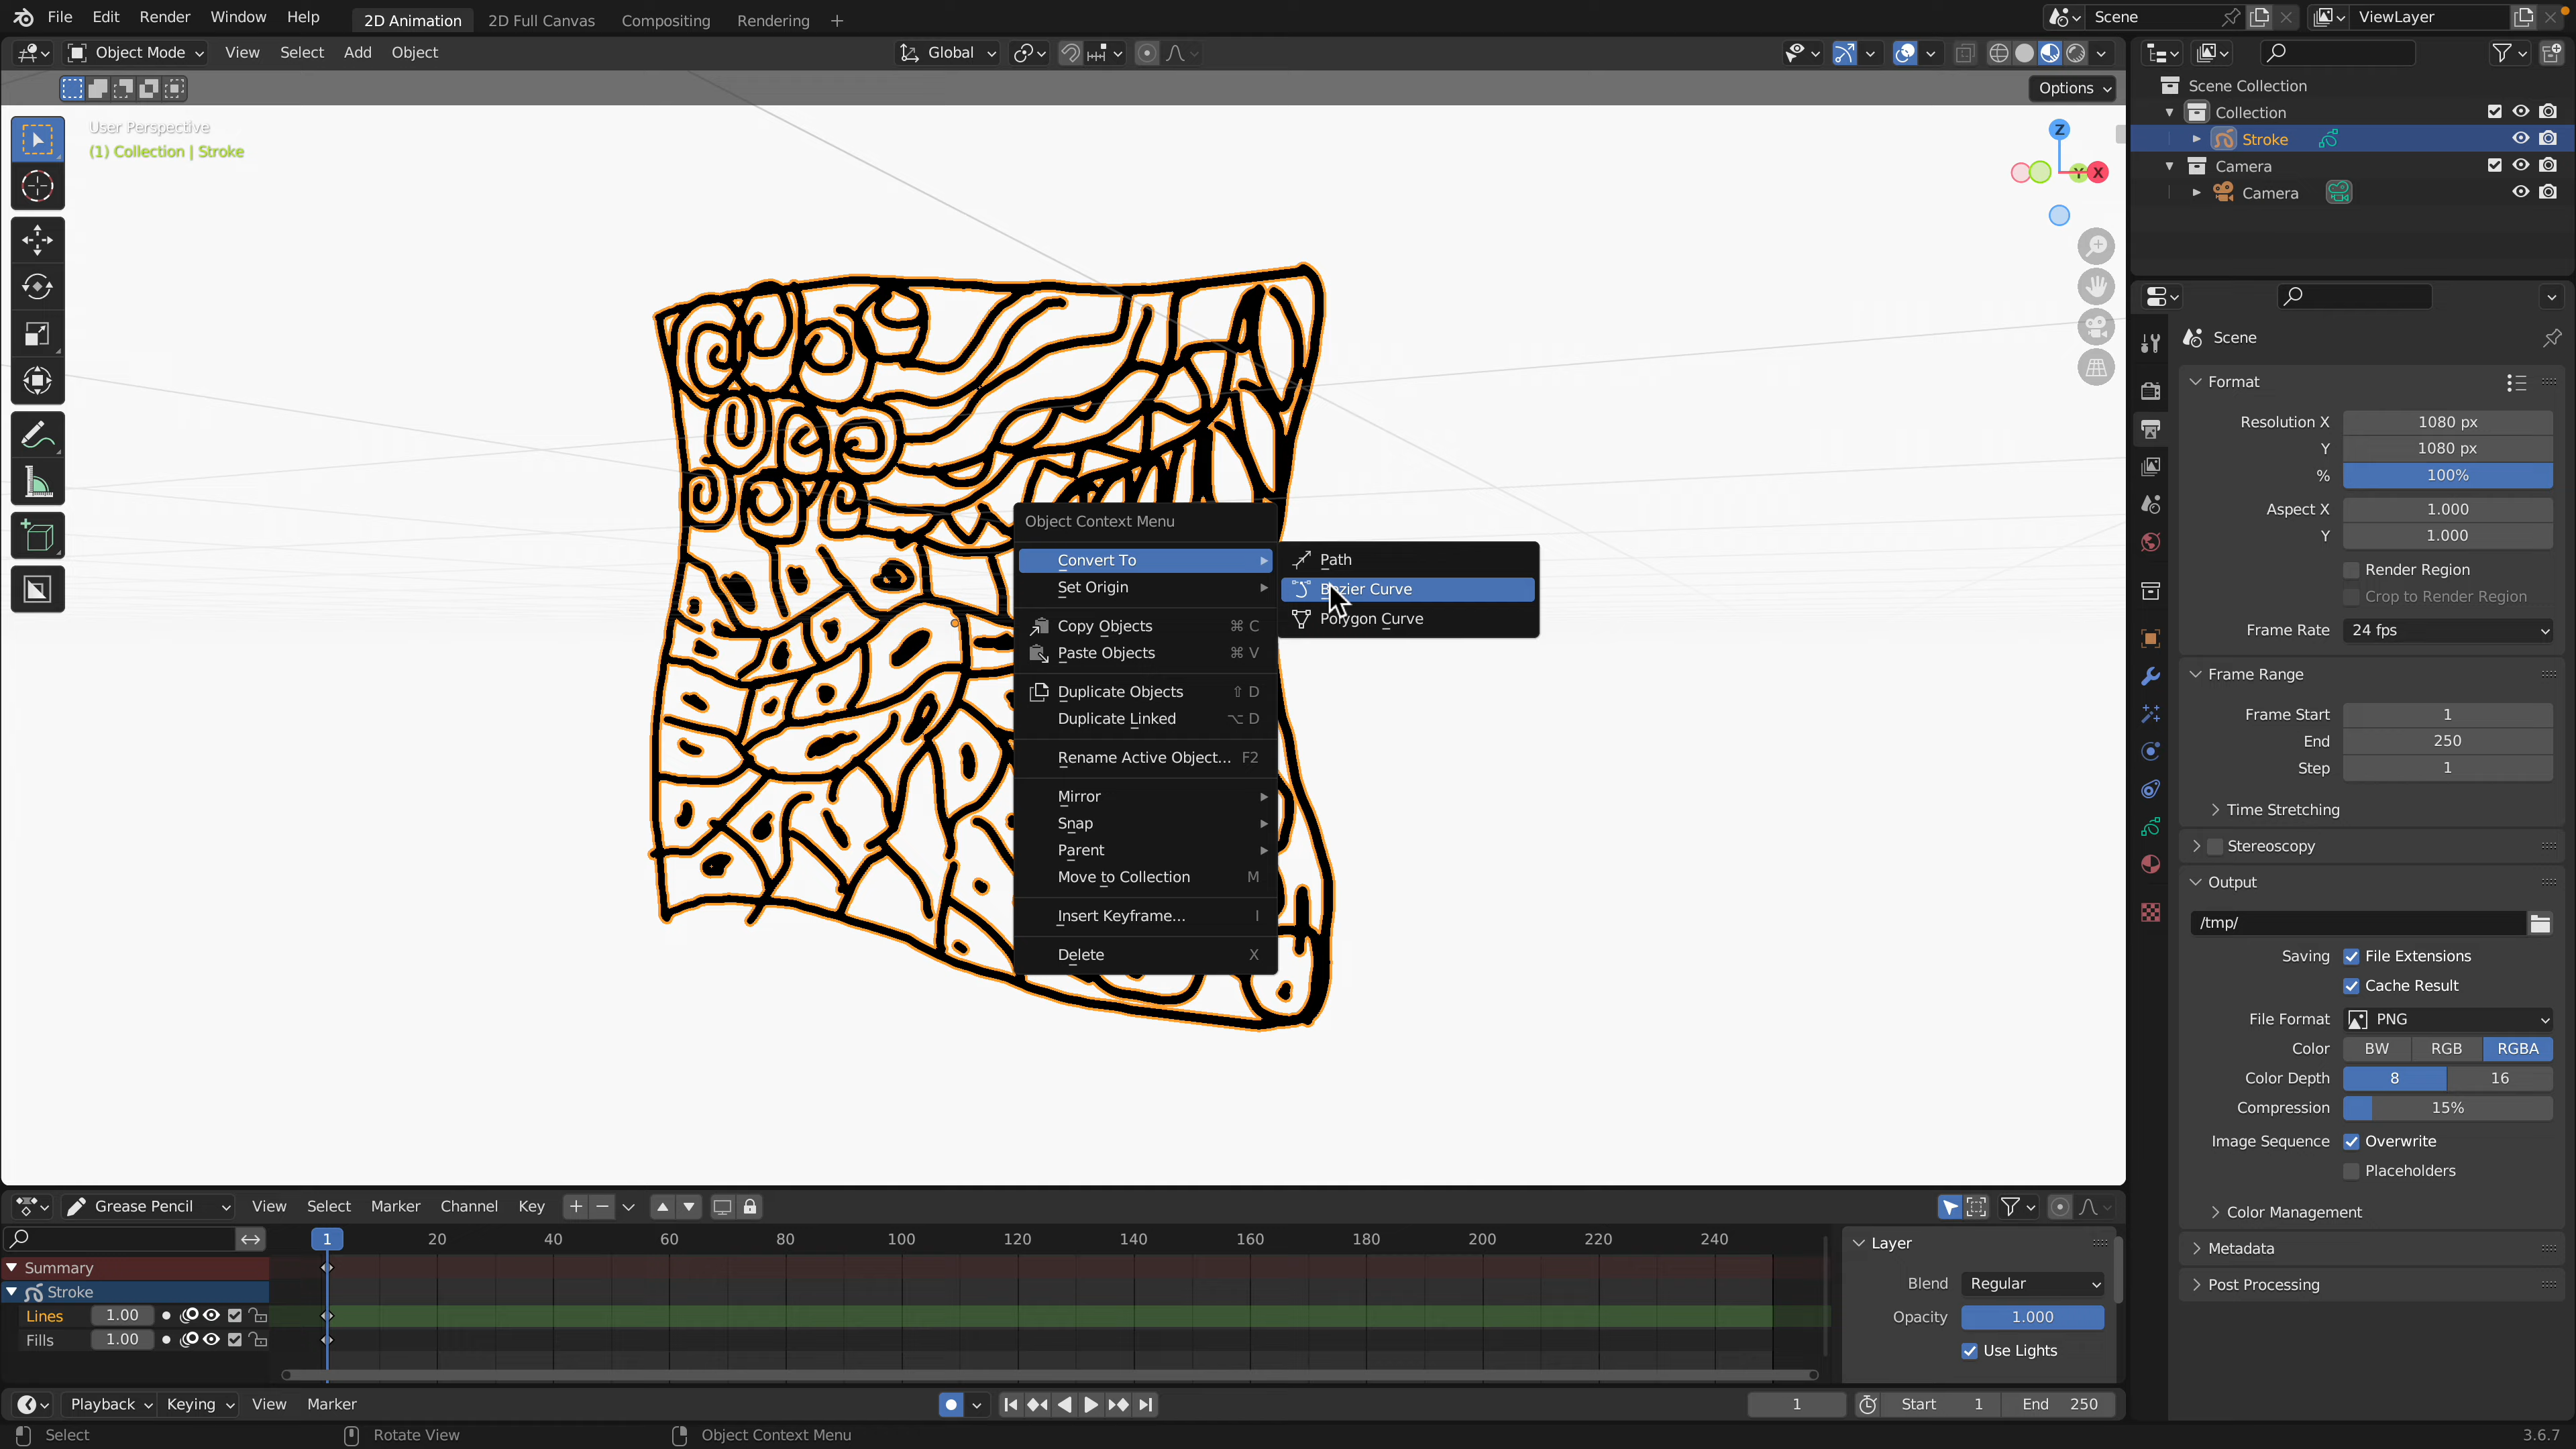 File Edit Render Window Help 2D Animation 2D Full Canvas Compositing Rendering + Scene ViewLayer
Object Mode View Select Add Object Global
Options
User Perspective
(1) Collection | Stroke
Z
Y X
Scene Collection
Collection
Stroke
Camera
Camera
Object Context Menu
Convert To
Set Origin
Copy Objects ⌘ C
Paste Objects ⌘ V
Duplicate Objects ⇧ D
Duplicate Linked ⌥ D
Rename Active Object... F2
Mirror
Snap
Parent
Move to Collection M
Insert Keyframe... I
Delete X
Path
Bezier Curve
Polygon Curve
Scene
Format
Resolution X 1080 px
Y 1080 px
% 100%
Aspect X 1.000
Y 1.000
Render Region
Crop to Render Region
Frame Rate 24 fps
Frame Range
Frame Start 1
End 250
Step 1
Time Stretching
Stereoscopy
Output
/tmp/
Saving File Extensions
Cache Result
File Format PNG
Color BW RGB RGBA
Color Depth 8 16
Compression 15%
Image Sequence Overwrite
Placeholders
Color Management
Metadata
Post Processing
Grease Pencil View Select Marker Channel Key
1 20 40 60 80 100 120 140 160 180 200 220 240
Summary
Stroke
Lines 1.00
Fills 1.00
Layer
Blend Regular
Opacity 1.000
Use Lights
Playback Keying View Marker 1 Start 1 End 250
Select Rotate View Object Context Menu 3.6.7